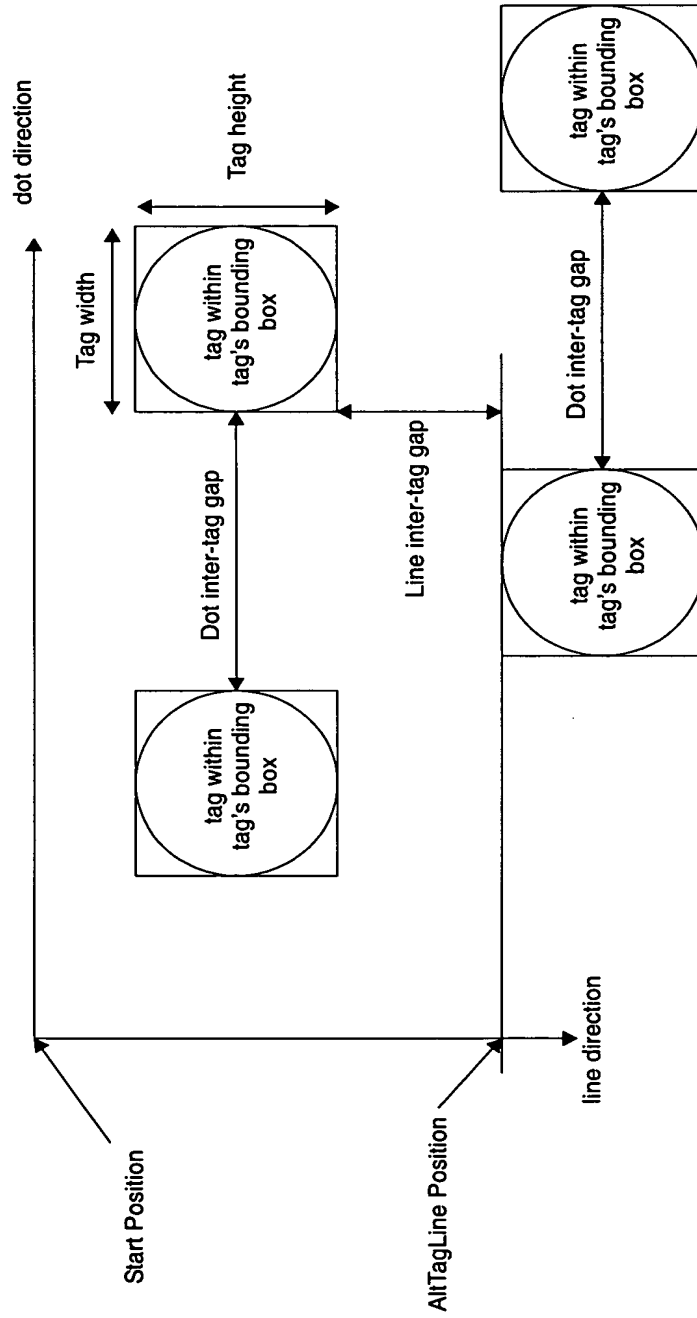 dot direction
Tag width
Tag height
tag within
tag's bounding
box
Dot inter-tag gap
tag within
tag's bounding
box
Start Position
Line inter-tag gap
AltTagLine Position
line direction
tag within
tag's bounding
box
Dot inter-tag gap
tag within
tag's bounding
box